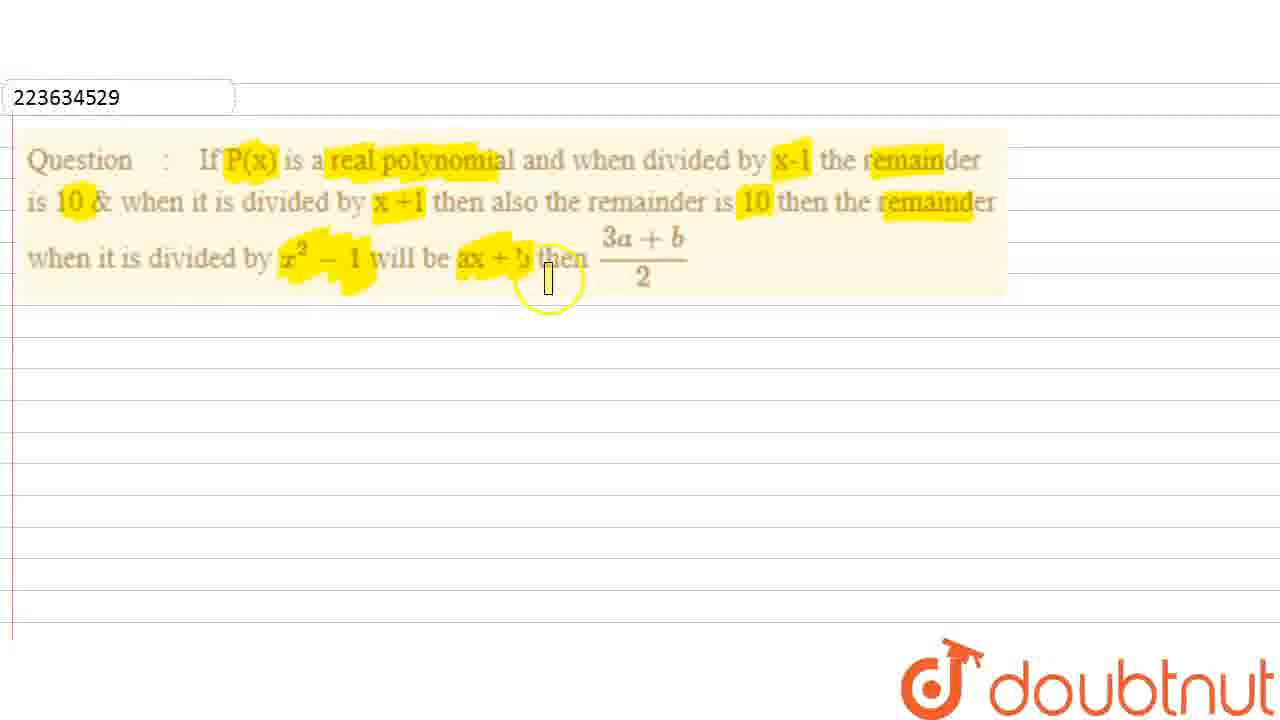 223634529
Question : If P(x) is a real polynomial and when divided by x-1 the remainder
is 10 & when it is divided by x +1 then also the remainder is 10 then the remainder
when it is divided by x² − 1 will be ax + b then (3a + b)/2
doubtnut